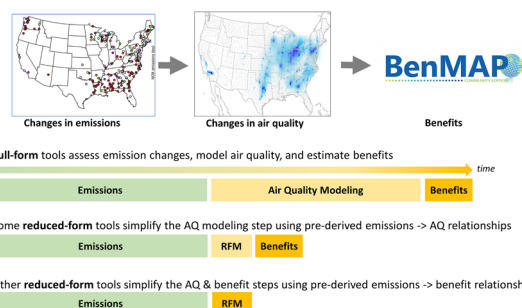 BenMAP
COMMUNITY EDITION
Changes in emissions
Changes in air quality
Benefits
ull-form tools assess emission changes, model air quality, and estimate benefits
time
Emissions
Air Quality Modeling
Benefits
ome reduced-form tools simplify the AQ modeling step using pre-derived emissions -> AQ relationships
Emissions
RFM
Benefits
ther reduced-form tools simplify the AQ & benefit steps using pre-derived emissions -> benefit relationsh
Emissions
RFM